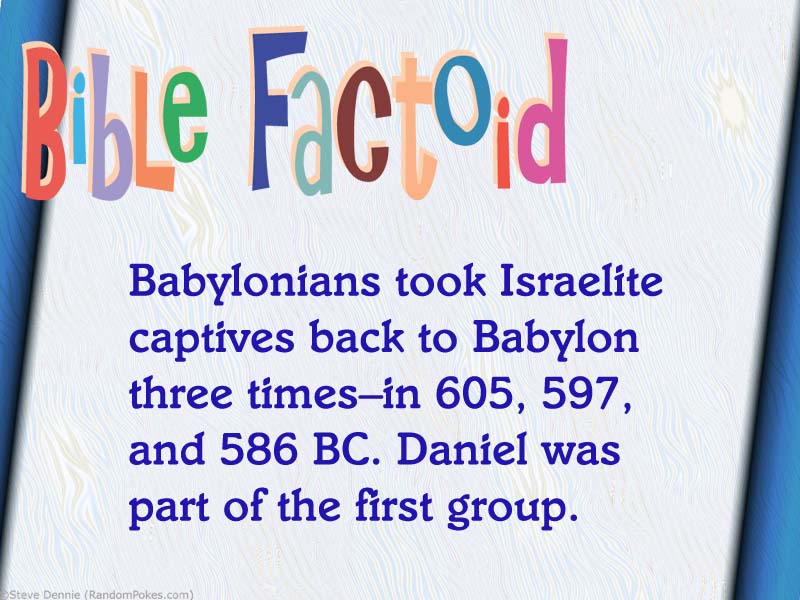 Bible Factoid
Babylonians took Israelite
captives back to Babylon
three times–in 605, 597,
and 586 BC. Daniel was
part of the first group.
©Steve Dennie (RandomPokes.com)